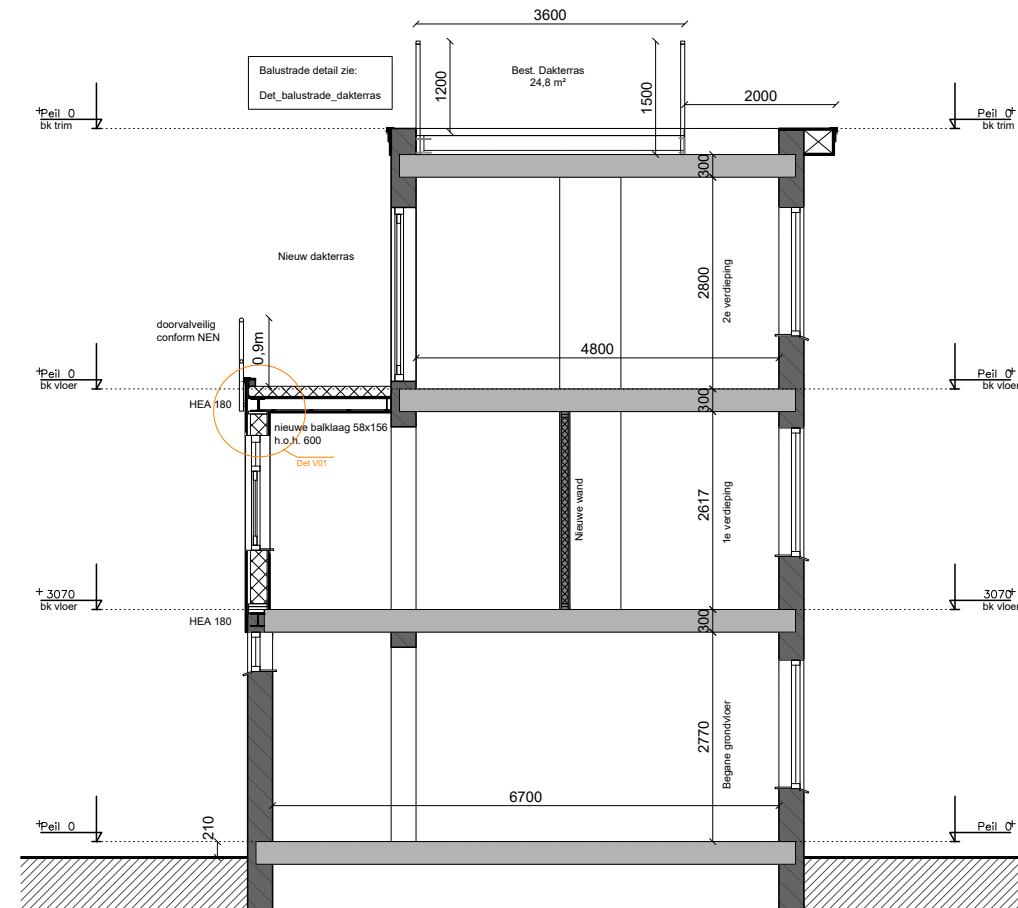 3600
Balustrade detail zie:
Det_balustrade_dakterras
1200
Best. Dakterras
24,8 m²
1500
2000
+Peil 0
bk trim
Peil 0+
bk trim
300
Nieuw dakterras
2800
2e verdieping
doorvalveilig
conform NEN
0,9m
4800
+Peil 0
bk vloer
Peil 0+
bk vloer
HEA 180
300
nieuwe balklaag 58x156
h.o.h. 600
Det V01
Nieuwe wand
2617
1e verdieping
+3070
bk vloer
3070+
bk vloer
HEA 180
300
2770
Begane grondvloer
6700
210
+Peil 0
Peil 0+